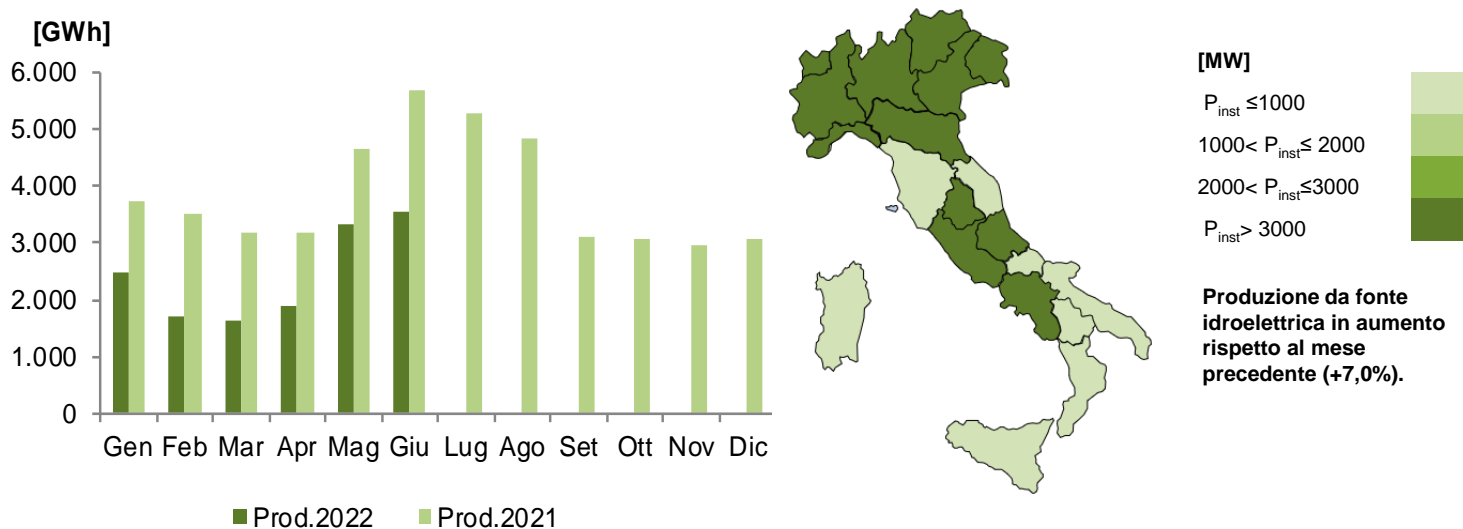 [GWh]
6.000
5.000
4.000
3.000
2.000
1.000
0
Gen Feb Mar Apr Mag Giu Lug Ago Set Ott Nov Dic
Prod.2022 Prod.2021
[MW]
Pinst ≤1000
1000< Pinst≤ 2000
2000< Pinst≤3000
Pinst> 3000
Produzione da fonte
idroelettrica in aumento
rispetto al mese
precedente (+7,0%).